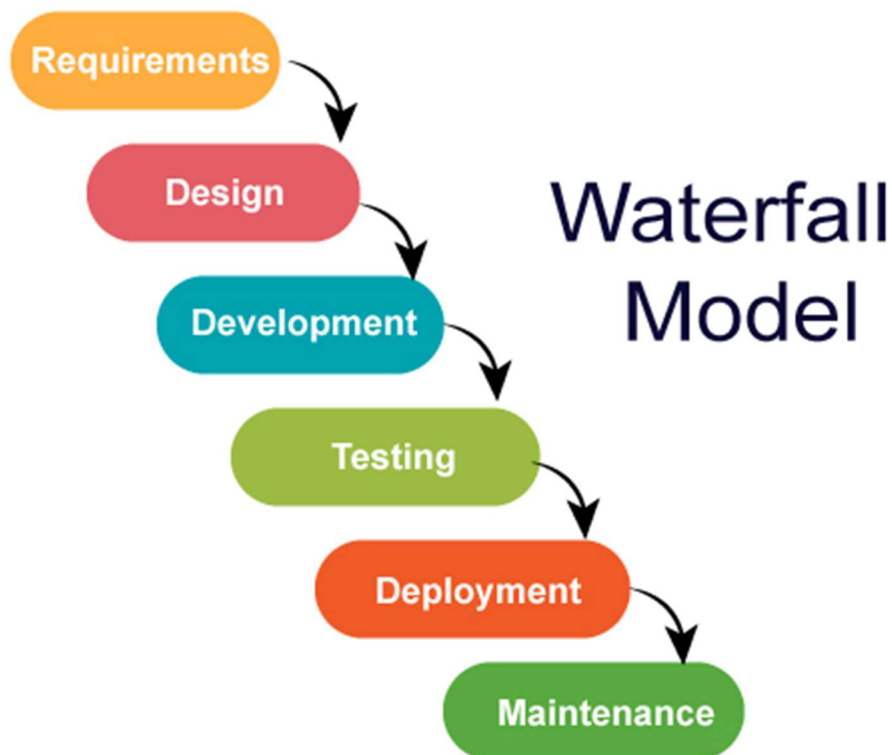 Requirements
Design
Waterfall
Model
Development
Testing
Deployment
Maintenance